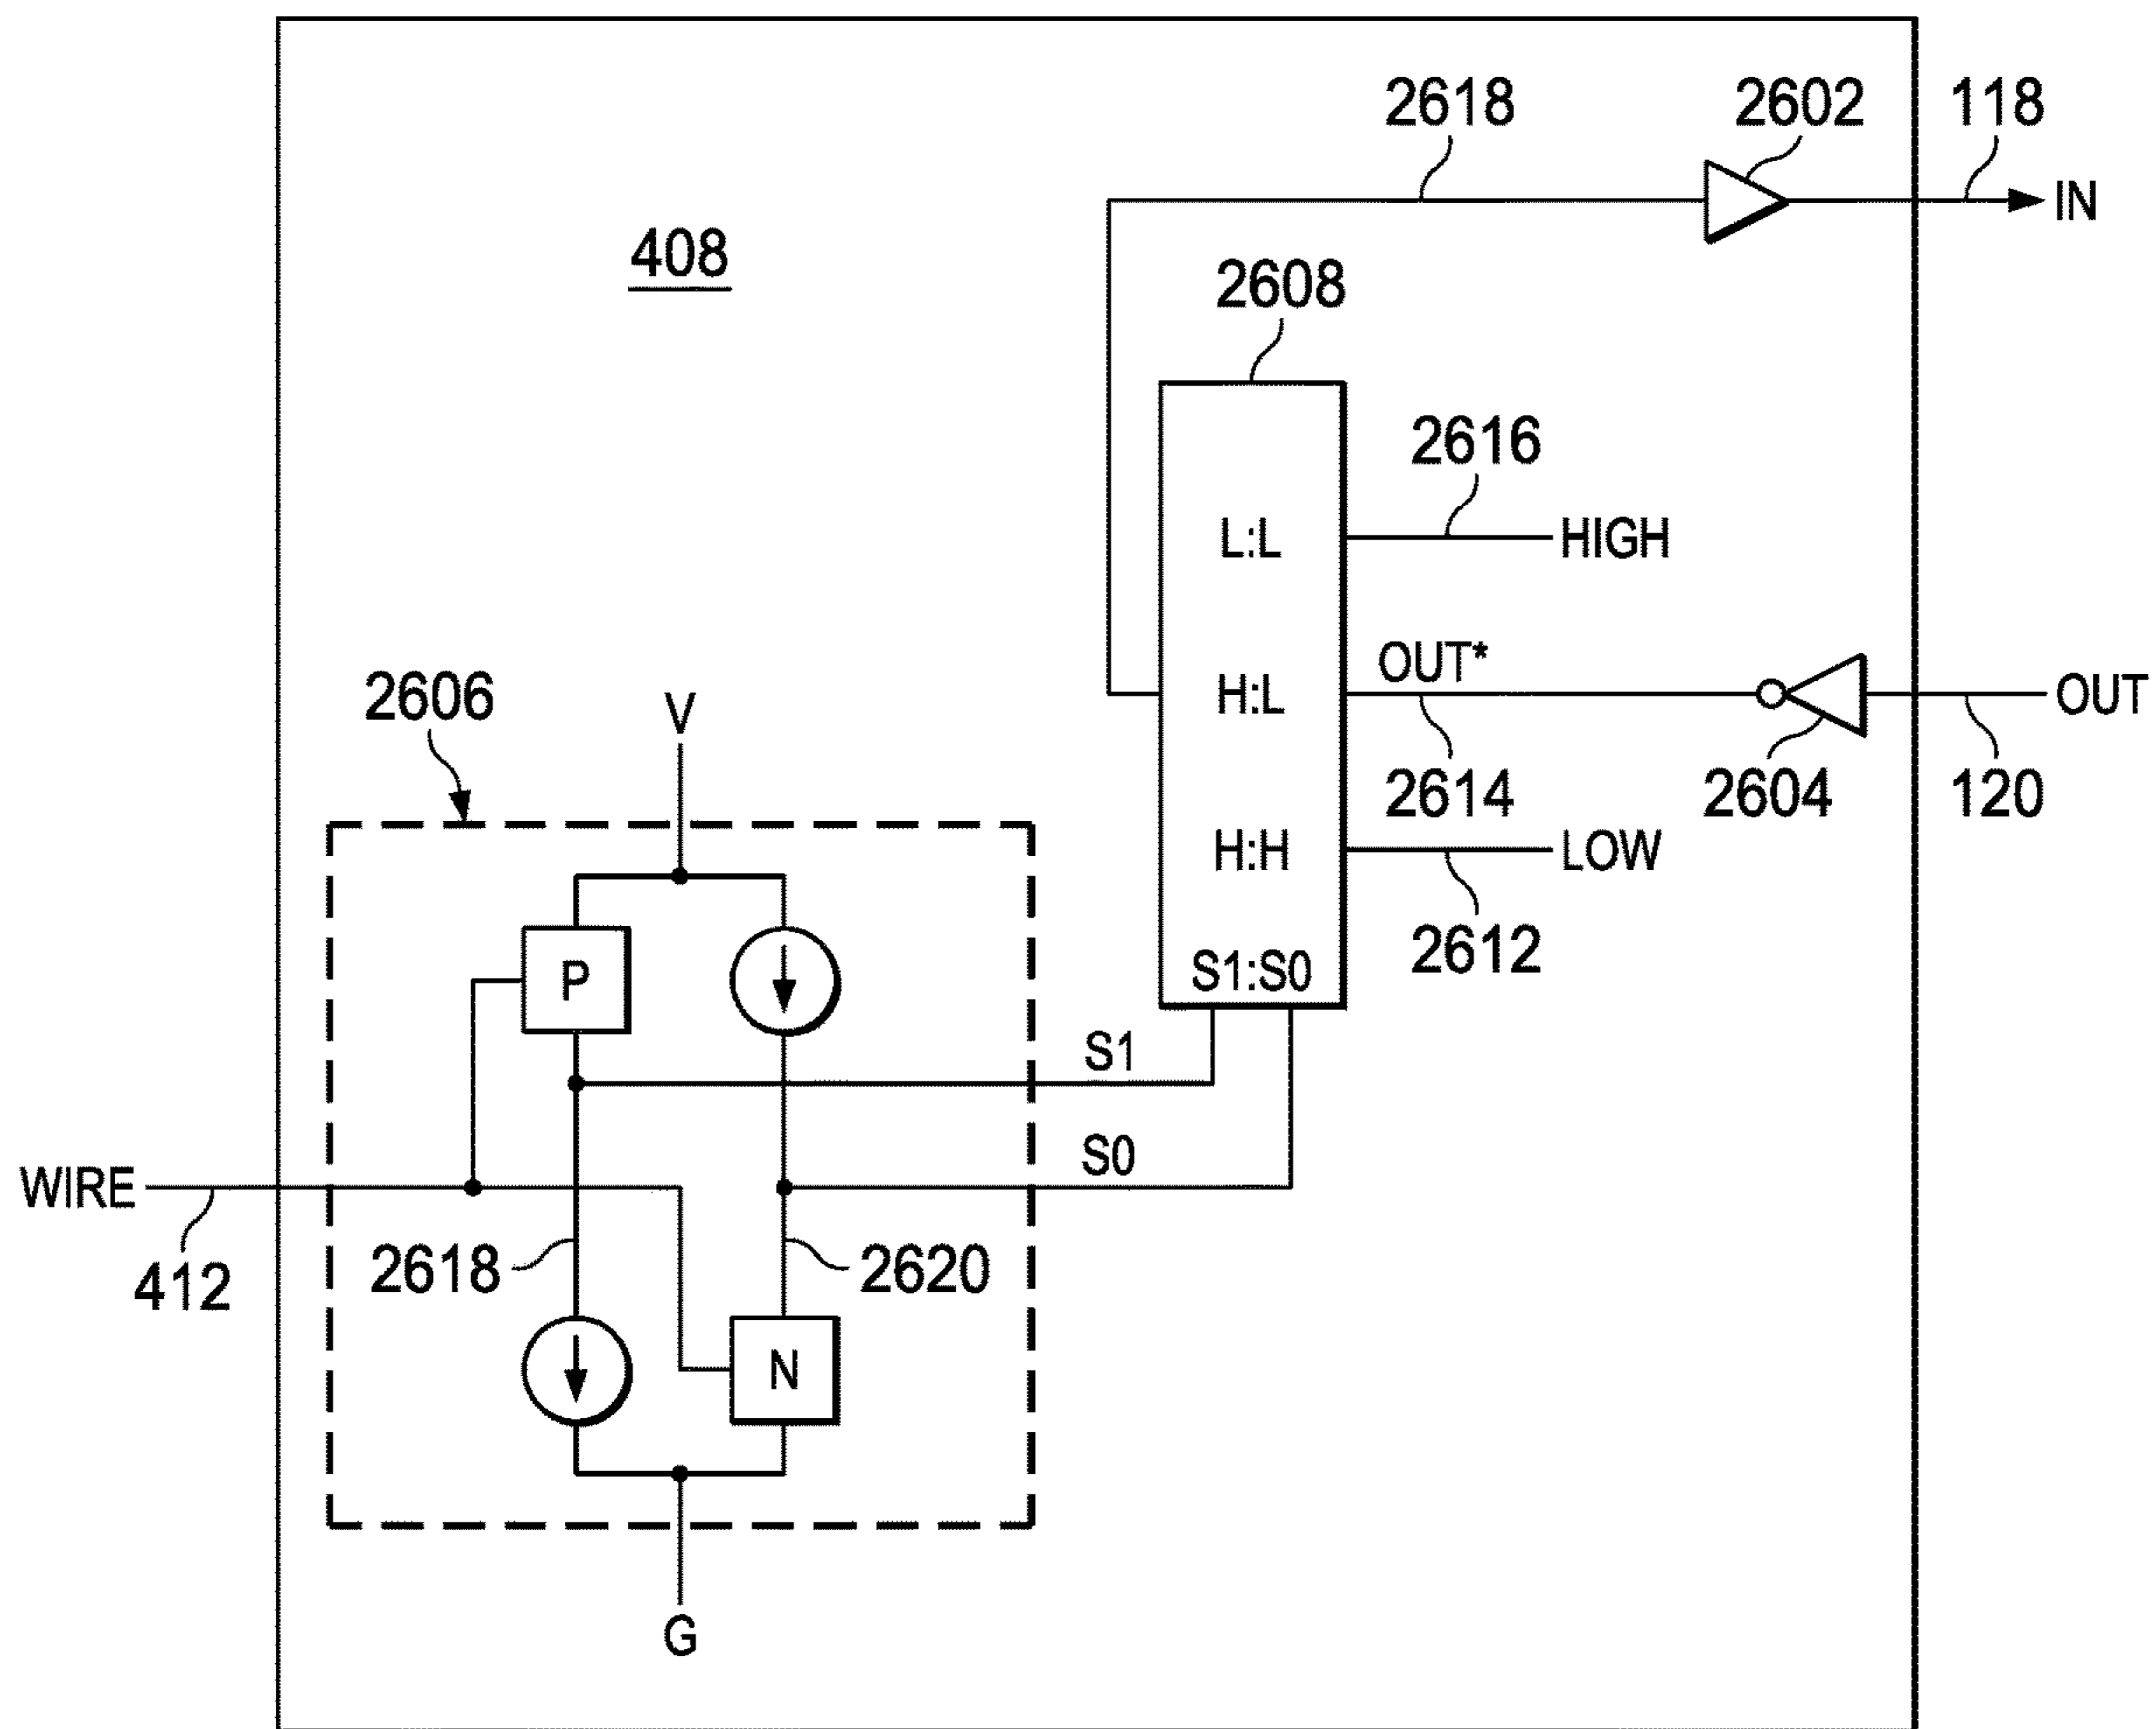 2618 2602 118
IN
408
2608
2616
L:L HIGH
OUT*
H:L OUT
2606 V
2614 2604 120
H:H LOW
2612
P S1:S0
S1
S0
WIRE
2618 2620
412
N
G